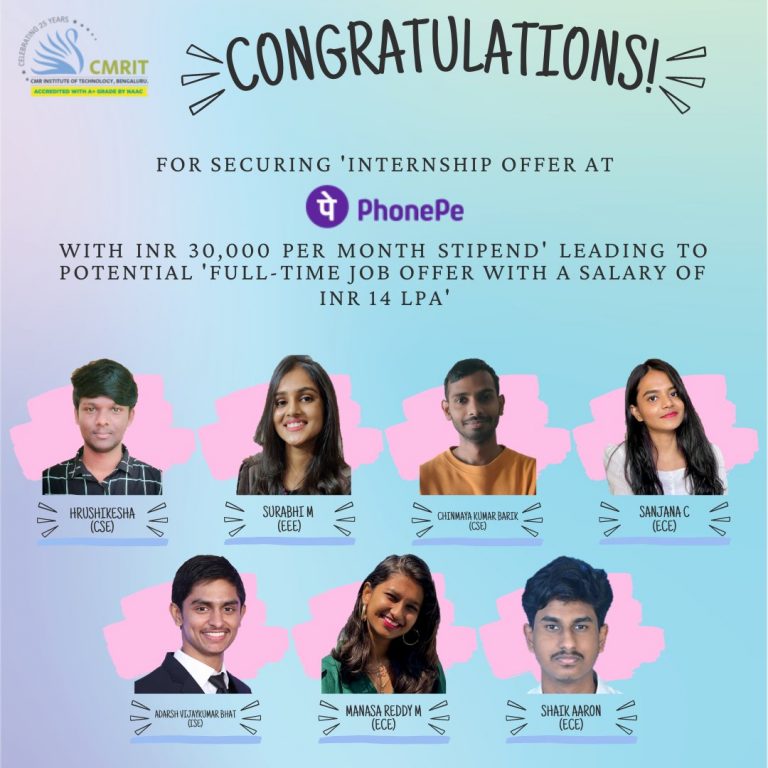 CELEBRATING 25 YEARS
CMRIT
CMR INSTITUTE OF TECHNOLOGY, BENGALURU.
ACCREDITED WITH A+ GRADE BY NAAC
CONGRATULATIONS!
FOR SECURING 'INTERNSHIP OFFER AT
पे PhonePe
WITH INR 30,000 PER MONTH STIPEND' LEADING TO
POTENTIAL 'FULL-TIME JOB OFFER WITH A SALARY OF
INR 14 LPA'
HRUSHIKESHA
(CSE)
SURABHI M
(EEE)
CHINMAYA KUMAR BARIK
(CSE)
SANJANA C
(ECE)
ADARSH VIJAYKUMAR BHAT
(ISE)
MANASA REDDY M
(ECE)
SHAIK AARON
(ECE)